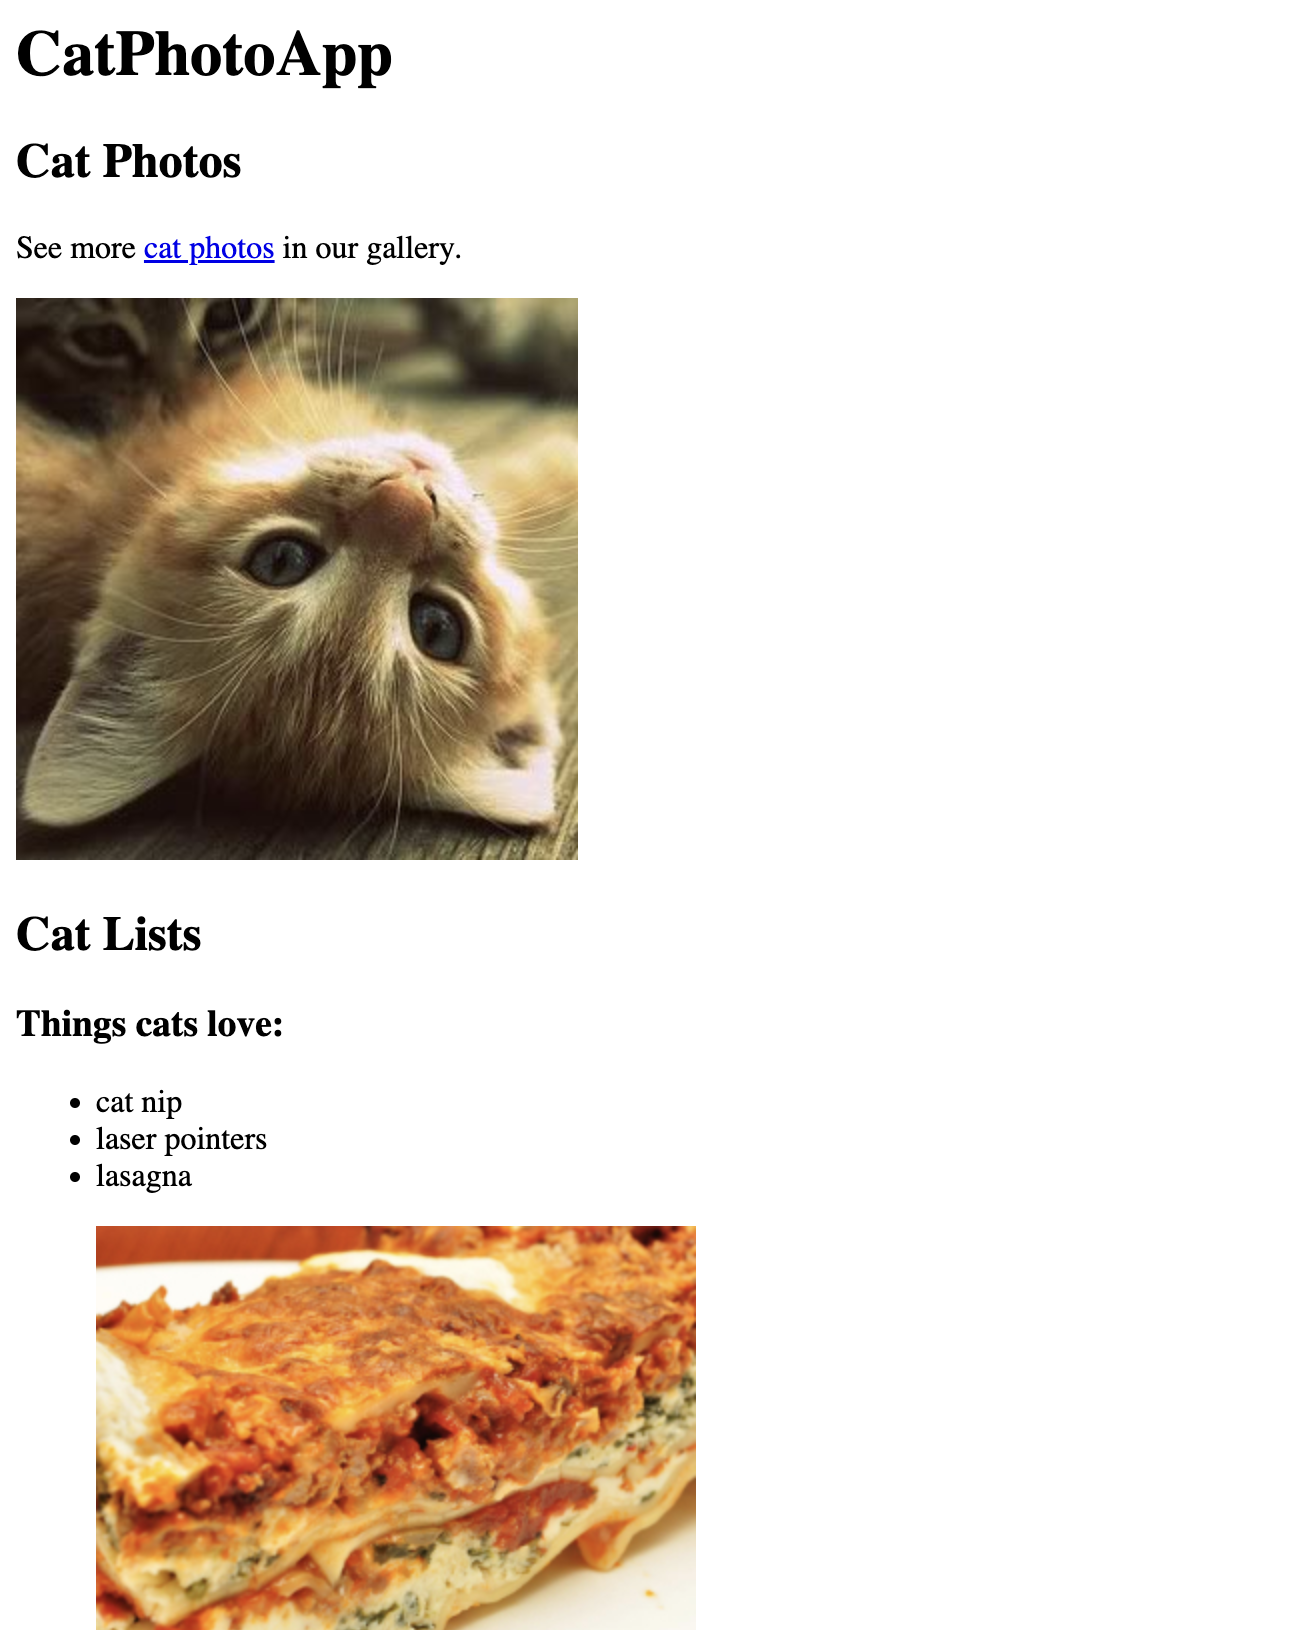 CatPhotoApp
Cat Photos
See more cat photos in our gallery.
Cat Lists
Things cats love:
cat nip
laser pointers
lasagna